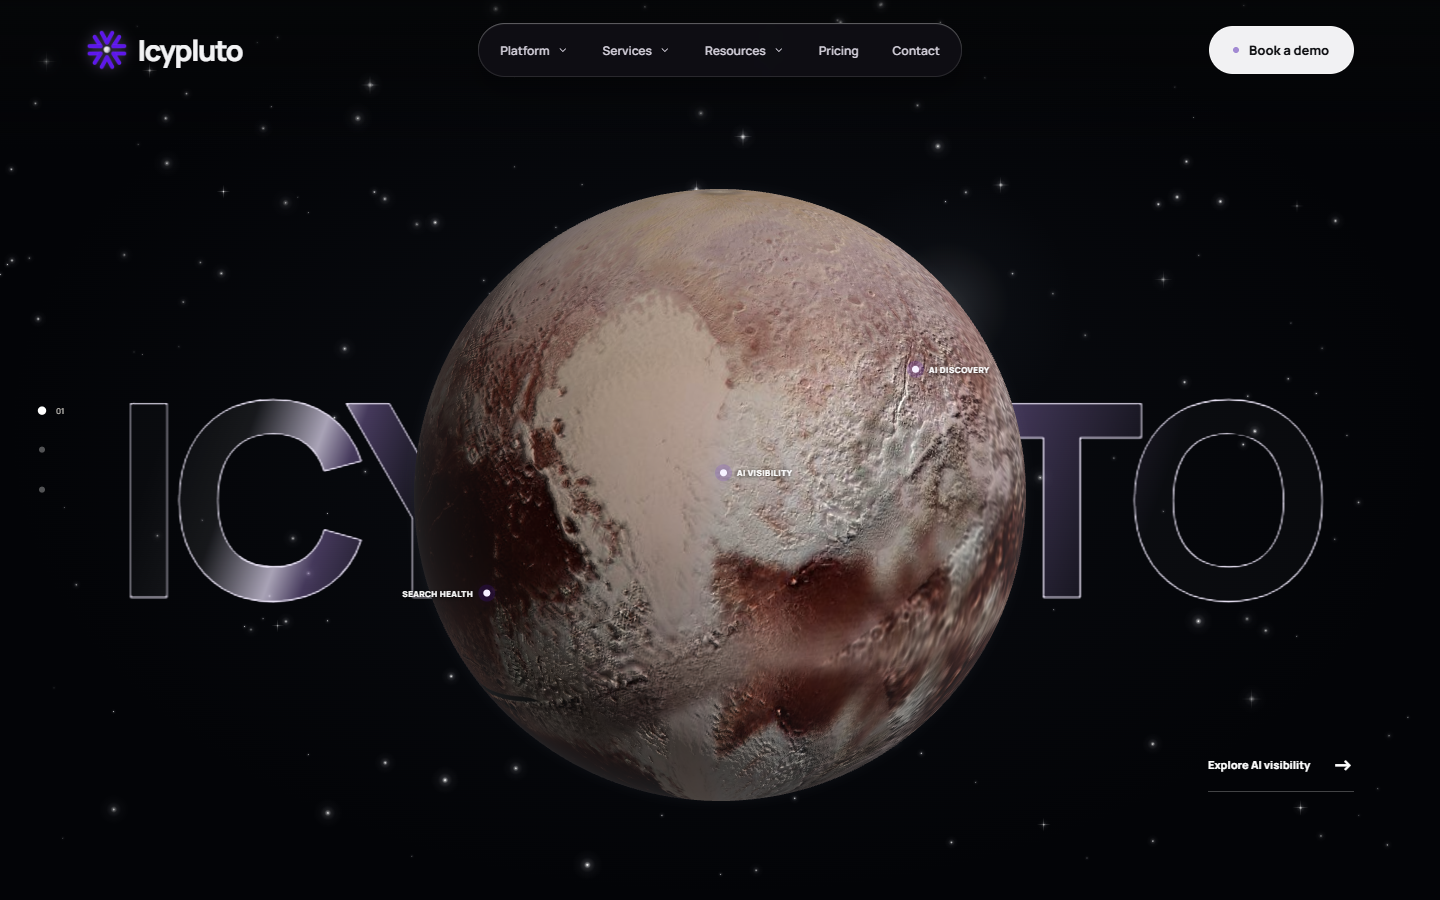 Icypluto
Platform
Services
Resources
Pricing
Contact
Book a demo
AI DISCOVERY
01
ICY TO
AI VISIBILITY
SEARCH HEALTH
Explore AI visibility